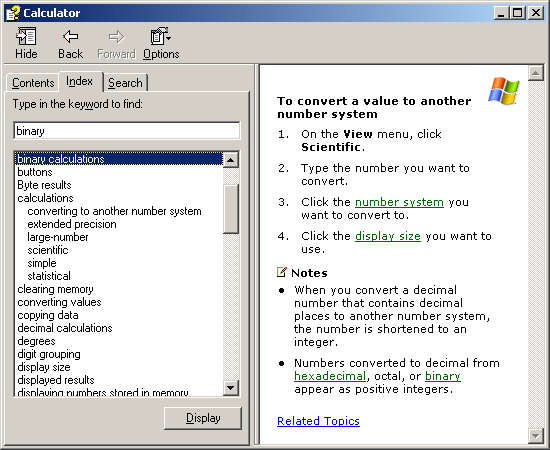 Calculator
Hide Back Forward Options
Contents Index Search
Type in the keyword to find:
binary
binary calculations
buttons
Byte results
calculations
converting to another number system
extended precision
large-number
scientific
simple
statistical
clearing memory
converting values
copying data
decimal calculations
degrees
digit grouping
display size
displayed results
displaying numbers stored in memory
Display
To convert a value to another
number system
1. On the View menu, click
Scientific.
2. Type the number you want to
convert.
3. Click the number system you
want to convert to.
4. Click the display size you want to
use.
Notes
• When you convert a decimal
number that contains decimal
places to another number system,
the number is shortened to an
integer.
• Numbers converted to decimal from
hexadecimal, octal, or binary
appear as positive integers.
Related Topics